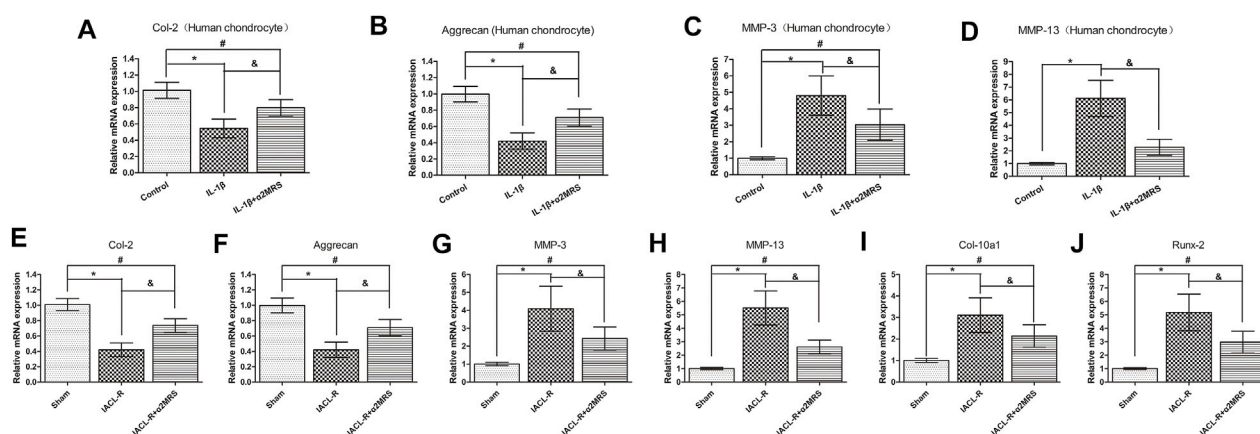 A
Col-2（Human chondrocyte）
#
*
&
Relative mRNA expression
1.4
1.2
1.0
0.8
0.6
0.4
0.2
0.0
Control
IL-1β
IL-1β+α2MRS
B
Aggrecan (Human chondrocyte)
#
*
&
Relative mRNA expression
1.4
1.2
1.0
0.8
0.6
0.4
0.2
0.0
Control
IL-1β
IL-1β+α2MRS
C
MMP-3（Human chondrocyte）
#
*
&
Relative mRNA expression
7
6
5
4
3
2
1
0
Control
IL-1β
IL-1β+α2MRS
D
MMP-13（Human chondrocyte）
*
&
Relative mRNA expression
9
8
7
6
5
4
3
2
1
0
Control
IL-1β
IL-1β+α2MRS
E
Col-2
#
*
&
Relative mRNA expression
1.4
1.2
1.0
0.8
0.6
0.4
0.2
0.0
Sham
IACL-R
IACL-R+α2MRS
F
Aggrecan
#
*
&
Relative mRNA expression
1.4
1.2
1.0
0.8
0.6
0.4
0.2
0.0
Sham
IACL-R
IACL-R+α2MRS
G
MMP-3
#
*
&
Relative mRNA expression
6
5
4
3
2
1
0
Sham
IACL-R
IACL-R+α2MRS
H
MMP-13
#
*
&
Relative mRNA expression
8
7
6
5
4
3
2
1
0
Sham
IACL-R
IACL-R+α2MRS
I
Col-10a1
#
*
&
Relative mRNA expression
5
4
3
2
1
0
Sham
IACL-R
IACL-R+α2MRS
J
Runx-2
#
*
&
Relative mRNA expression
8
7
6
5
4
3
2
1
0
Sham
IACL-R
IACL-R+α2MRS